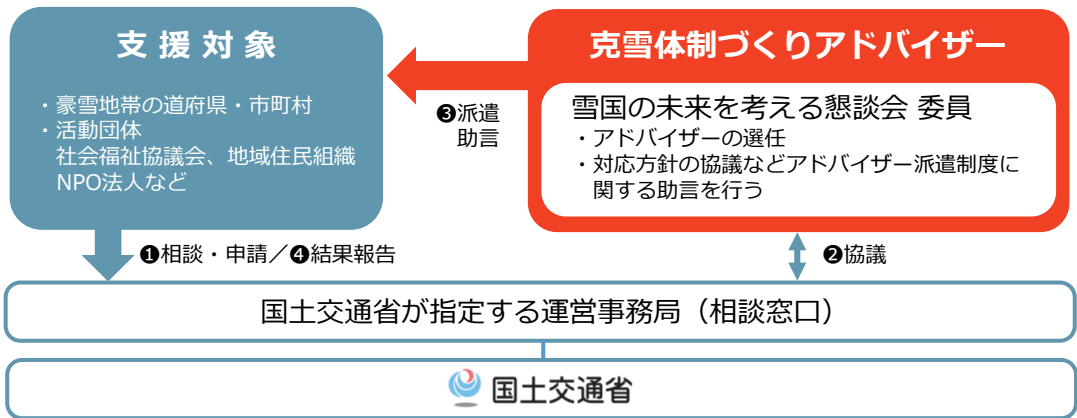 支援対象
・豪雪地帯の道府県・市町村
・活動団体
社会福祉協議会、地域住民組織
NPO法人など
克雪体制づくりアドバイザー
雪国の未来を考える懇談会 委員
・アドバイザーの選任
・対応方針の協議などアドバイザー派遣制度に
関する助言を行う
❸派遣
助言
❶相談・申請／❹結果報告
❷協議
国土交通省が指定する運営事務局（相談窓口）
国土交通省